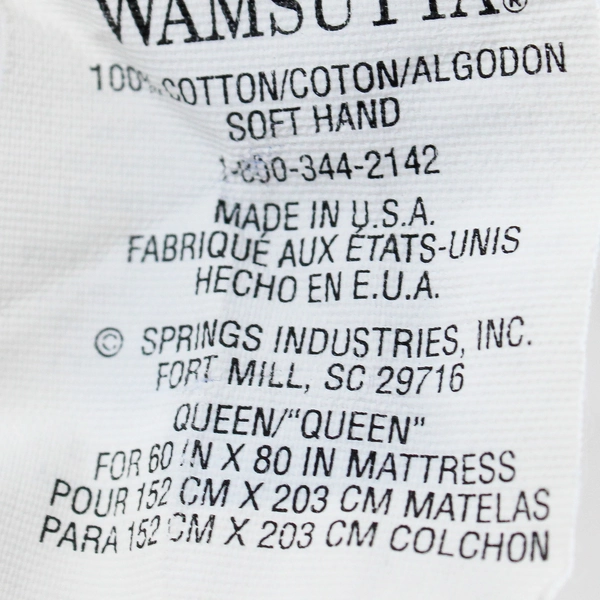 WAMSUTTA®
100% COTTON/COTON/ALGODON
SOFT HAND
1-800-344-2142
MADE IN U.S.A.
FABRIQUÉ AUX ÉTATS-UNIS
HECHO EN E.U.A.
© SPRINGS INDUSTRIES, INC.
FORT MILL, SC 29716
QUEEN/"QUEEN"
FOR 60 IN X 80 IN MATTRESS
POUR 152 CM X 203 CM MATELAS
PARA 152 CM X 203 CM COLCHON